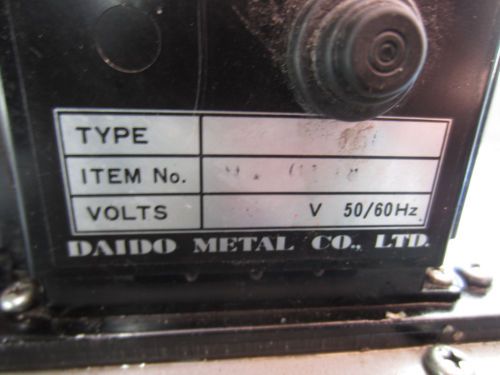 TYPE
ITEM No.
VOLTS V 50/60Hz
DAIDO METAL CO., LTD.